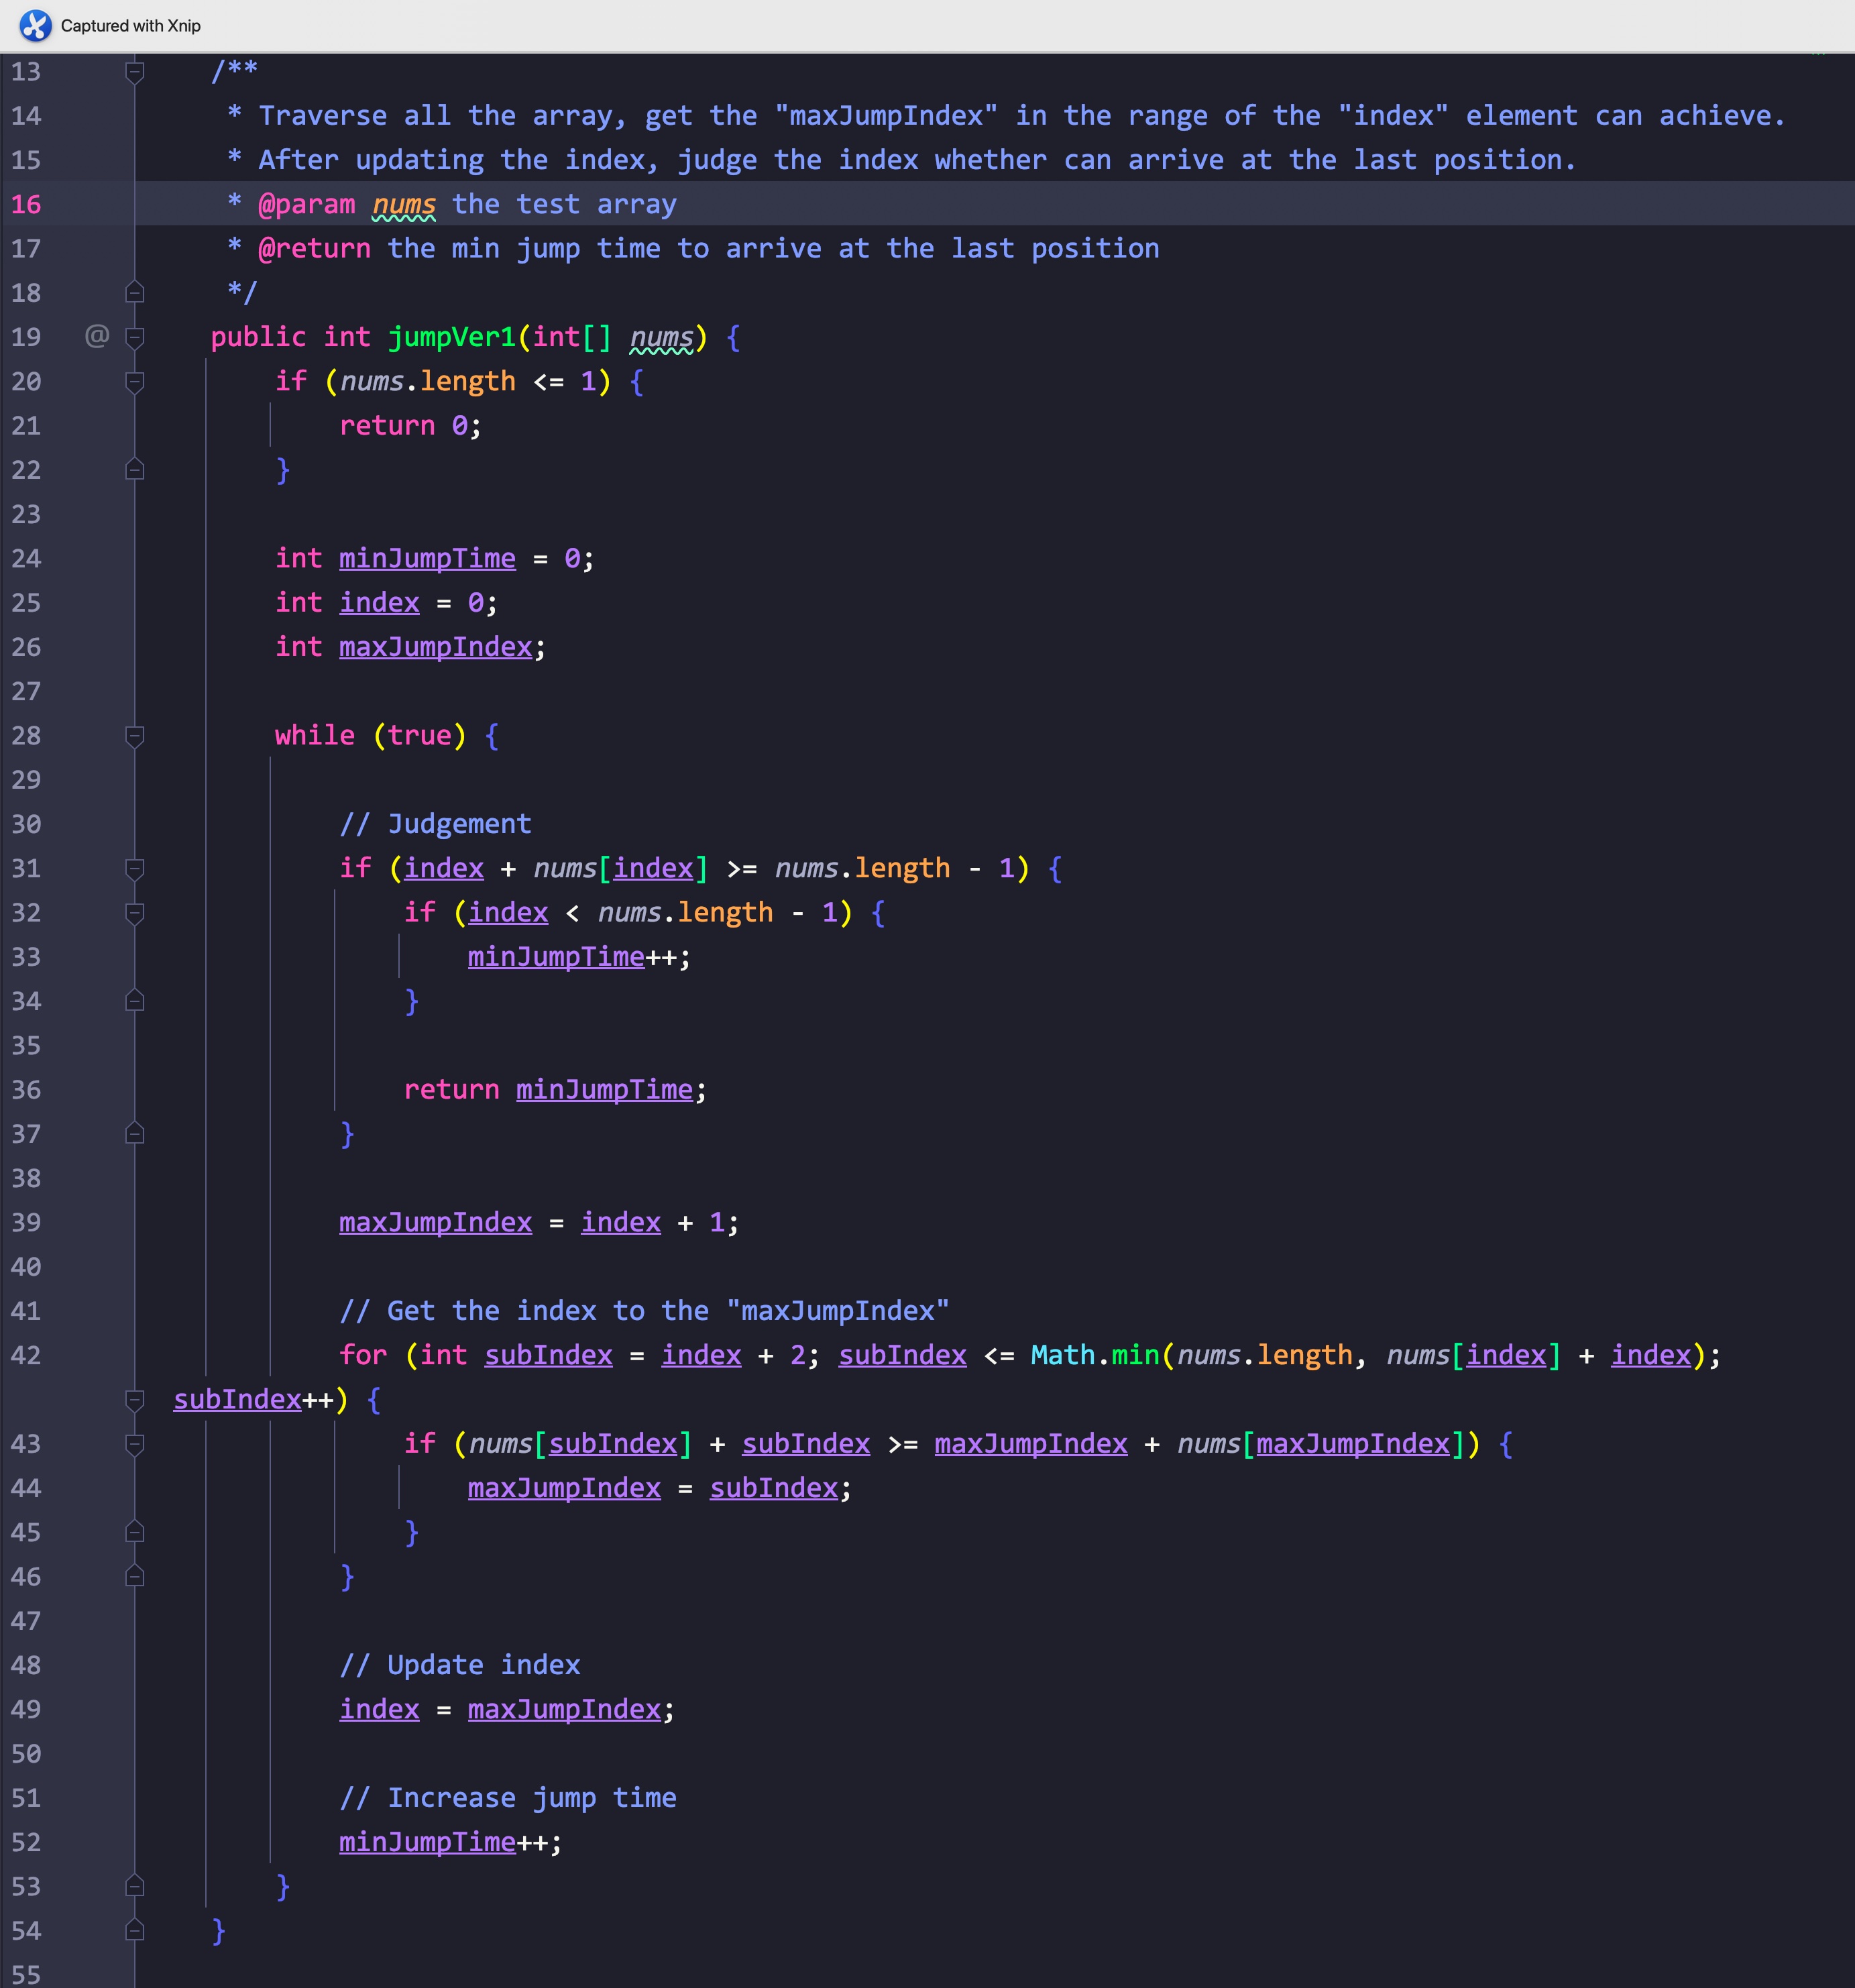 Captured with Xnip
13 /**
14 * Traverse all the array, get the "maxJumpIndex" in the range of the "index" element can achieve.
15 * After updating the index, judge the index whether can arrive at the last position.
16 * @param nums the test array
17 * @return the min jump time to arrive at the last position
18 */
19 @ public int jumpVer1(int[] nums) {
20 if (nums.length <= 1) {
21 return 0;
22 }
23
24 int minJumpTime = 0;
25 int index = 0;
26 int maxJumpIndex;
27
28 while (true) {
29
30 // Judgement
31 if (index + nums[index] >= nums.length - 1) {
32 if (index < nums.length - 1) {
33 minJumpTime++;
34 }
35
36 return minJumpTime;
37 }
38
39 maxJumpIndex = index + 1;
40
41 // Get the index to the "maxJumpIndex"
42 for (int subIndex = index + 2; subIndex <= Math.min(nums.length, nums[index] + index);
subIndex++) {
43 if (nums[subIndex] + subIndex >= maxJumpIndex + nums[maxJumpIndex]) {
44 maxJumpIndex = subIndex;
45 }
46 }
47
48 // Update index
49 index = maxJumpIndex;
50
51 // Increase jump time
52 minJumpTime++;
53 }
54 }
55